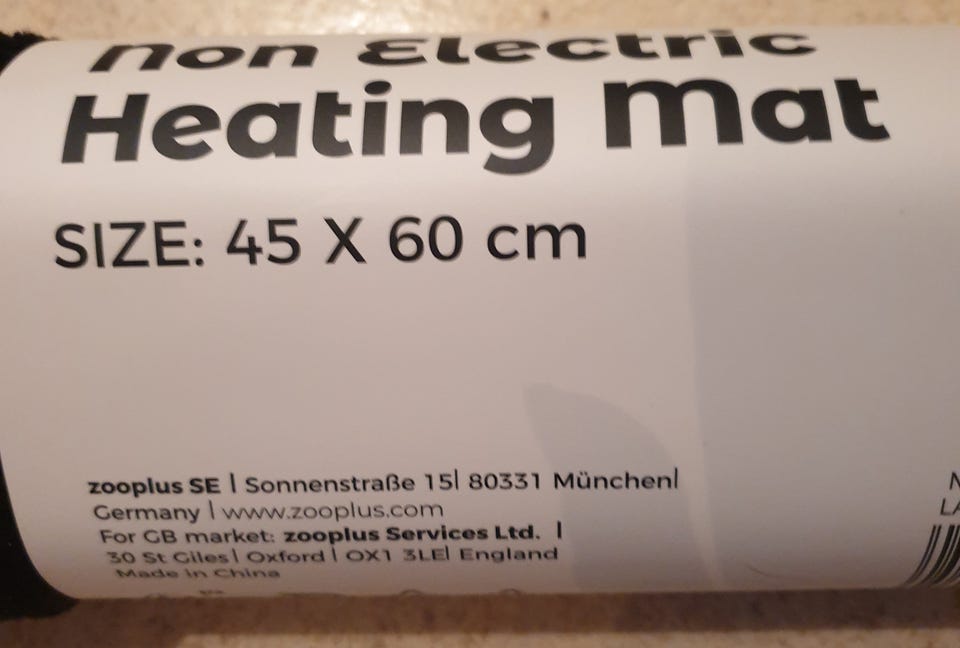 Non Electric
Heating Mat
SIZE: 45 X 60 cm
zooplus SE | Sonnenstraße 15| 80331 München|
Germany | www.zooplus.com
For GB market: zooplus Services Ltd. |
30 St Giles| Oxford | OX1 3LE| England
Made in China